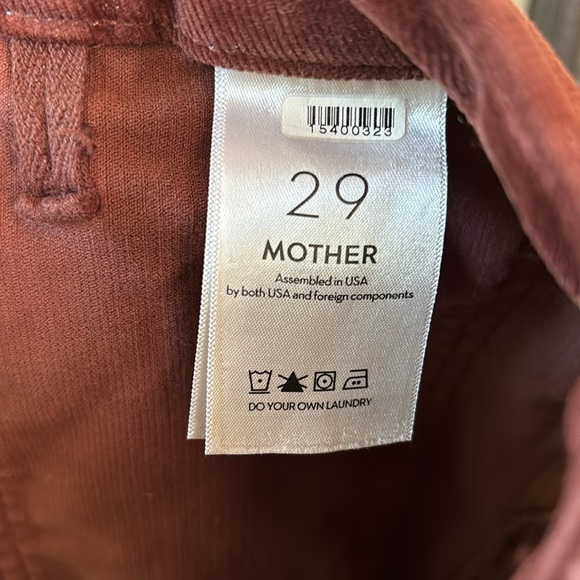 15400323
29
MOTHER
Assembled in USA
by both USA and foreign components
DO YOUR OWN LAUNDRY